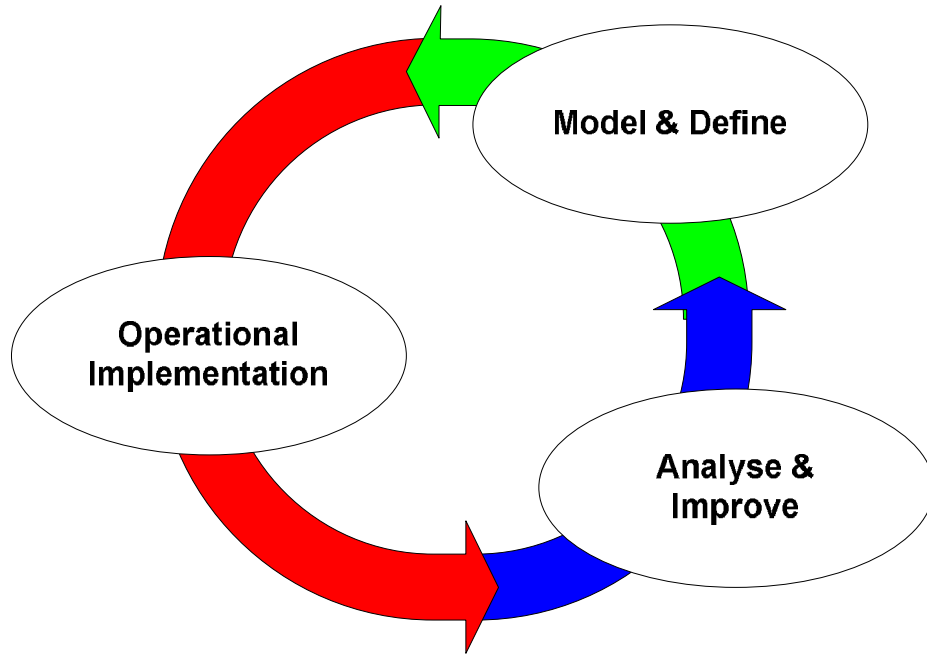 Model & Define
Operational
Implementation
Analyse &
Improve